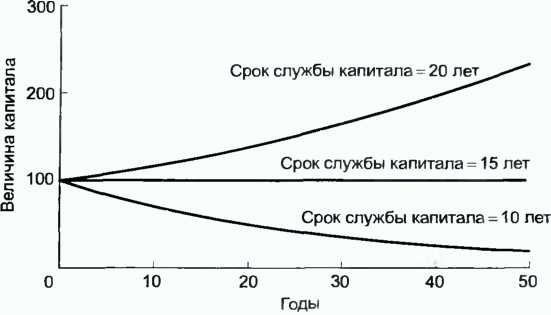 300
Срок службы капитала = 20 лет
200
Величина капитала
Срок службы капитала = 15 лет
100
Срок службы капитала = 10 лет
0 10 20 30 40 50
Годы